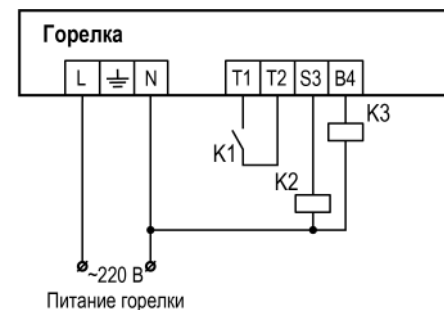 Горелка
L N T1 T2 S3 B4
K3
K1
K2
~220 В
Питание горелки